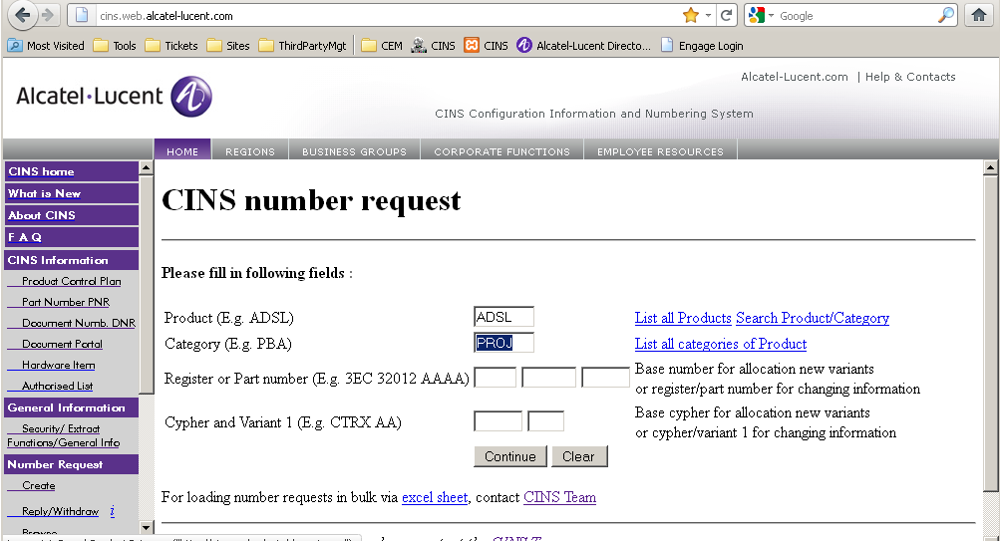 cins.web.alcatel-lucent.com
Google
Most Visited Tools Tickets Sites ThirdPartyMgt CEM CINS CINS Alcatel-Lucent Directo... Engage Login
Alcatel-Lucent.com | Help & Contacts
Alcatel·Lucent
CINS Configuration Information and Numbering System
HOME REGIONS BUSINESS GROUPS CORPORATE FUNCTIONS EMPLOYEE RESOURCES
CINS home
What is New
About CINS
F A Q
CINS Information
Product Control Plan
Part Number PNR
Document Numb. DNR
Document Portal
Hardware Item
Authorised List
General Information
Security/ Extract
Functions/General Info
Number Request
Create
Reply/Withdraw i
Browse
CINS number request
Please fill in following fields :
Product (E.g. ADSL) ADSL List all Products Search Product/Category
Category (E.g. PBA) PROJ List all categories of Product
Register or Part number (E.g. 3EC 32012 AAAA) Base number for allocation new variants
or register/part number for changing information
Cypher and Variant 1 (E.g. CTRX AA) Base cypher for allocation new variants
or cypher/variant 1 for changing information
Continue Clear
For loading number requests in bulk via excel sheet, contact CINS Team